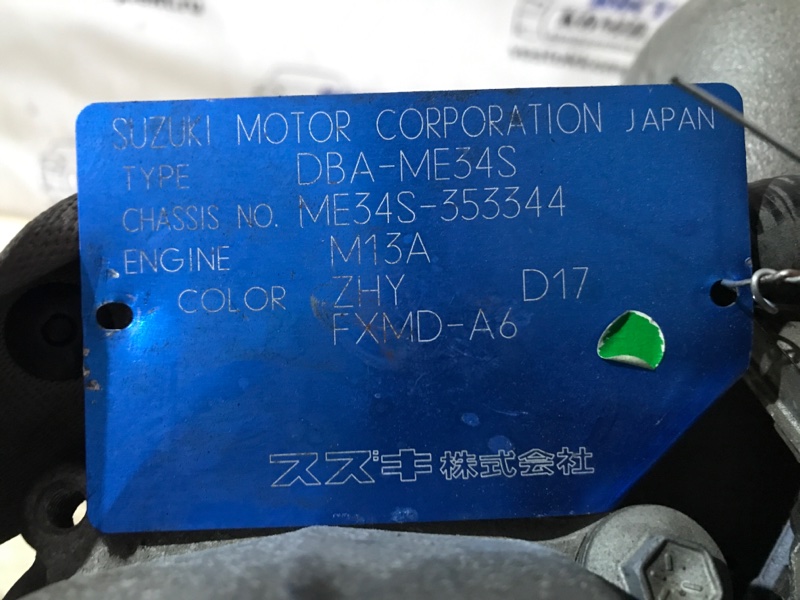 SUZUKI MOTOR CORPORATION JAPAN
TYPE DBA-ME34S
CHASSIS NO. ME34S-353344
ENGINE M13A
COLOR ZHY D17
FXMD-A6
スズキ株式会社